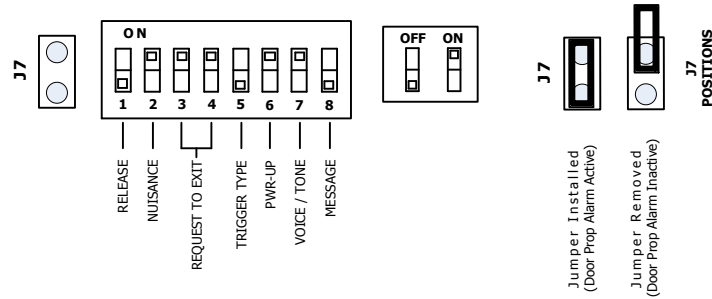 J7
ON
1 2 3 4 5 6 7 8
RELEASE
NUISANCE
REQUEST TO EXIT
TRIGGER TYPE
PWR-UP
VOICE / TONE
MESSAGE
OFF ON
J7
J7
POSITIONS
Jumper Installed
(Door Prop Alarm Active)
Jumper Removed
(Door Prop Alarm Inactive)